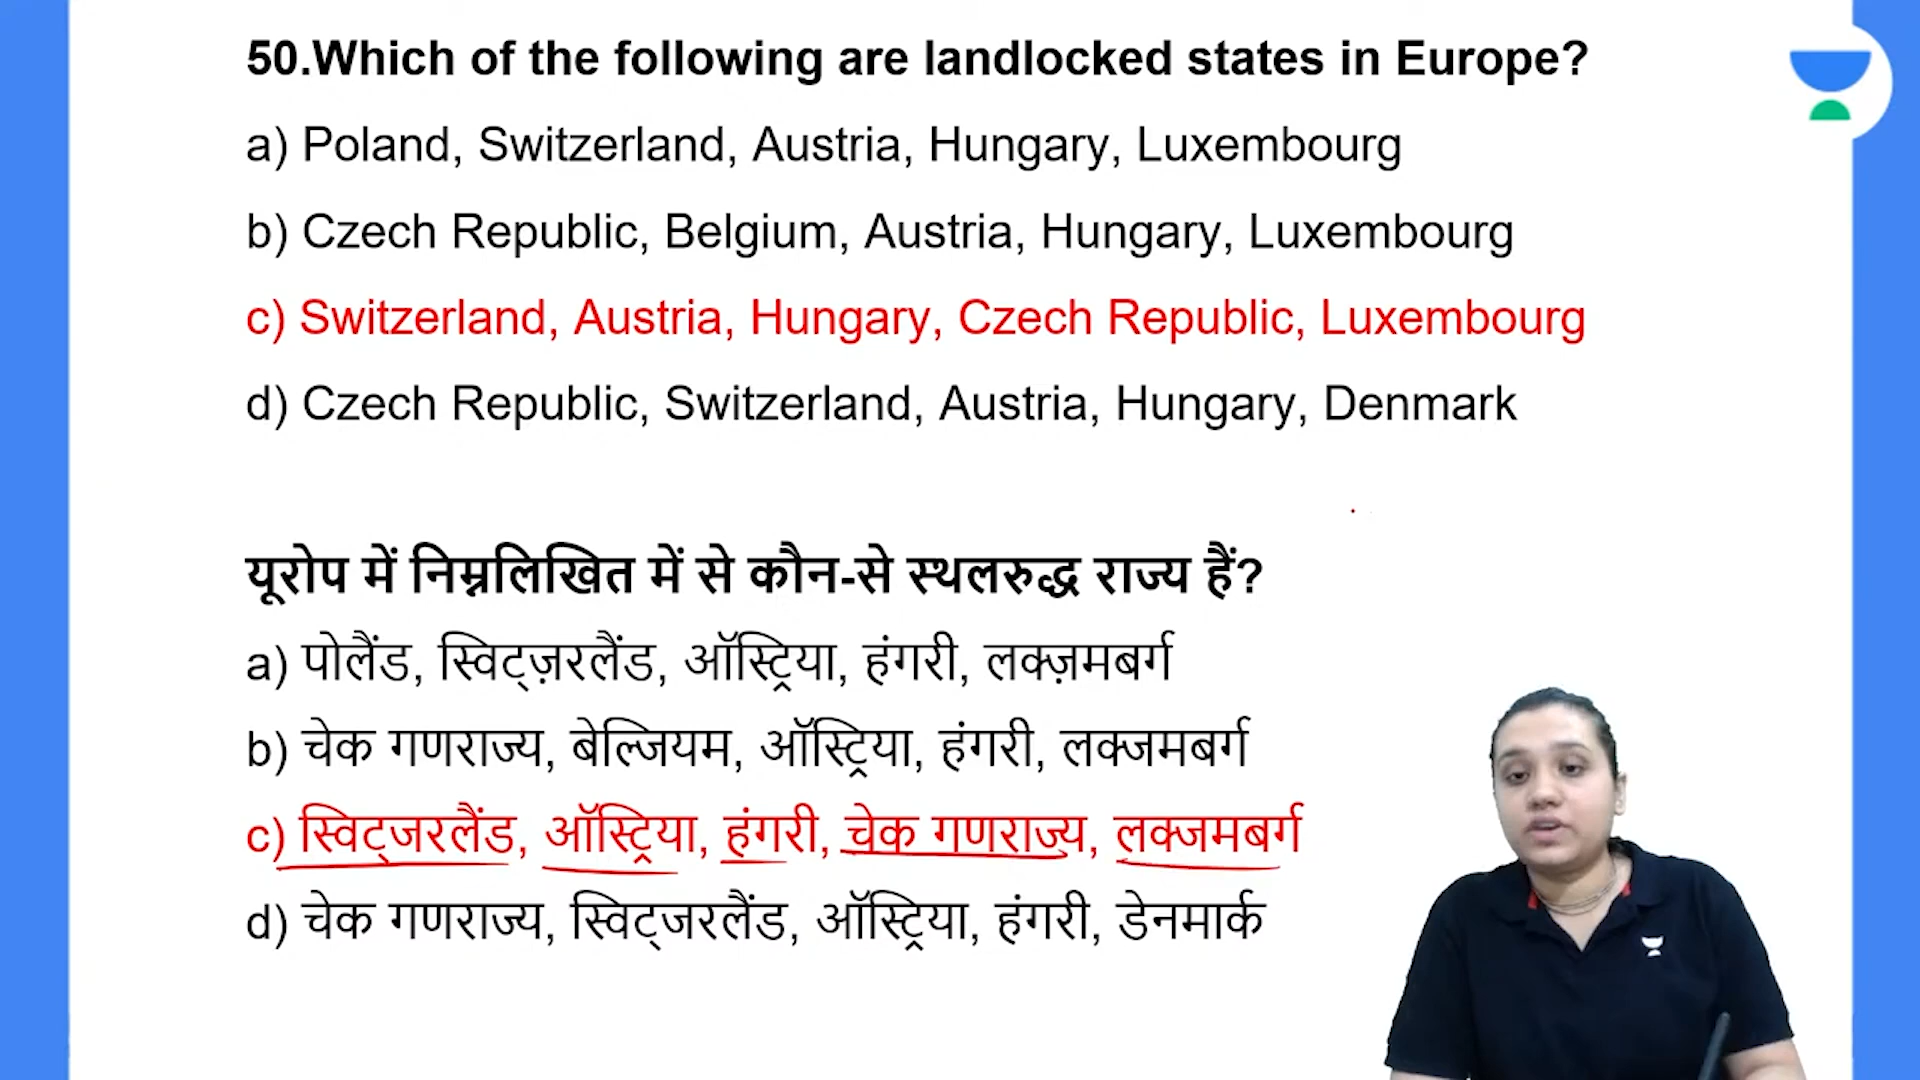 50.Which of the following are landlocked states in Europe?
a) Poland, Switzerland, Austria, Hungary, Luxembourg
b) Czech Republic, Belgium, Austria, Hungary, Luxembourg
c) Switzerland, Austria, Hungary, Czech Republic, Luxembourg
d) Czech Republic, Switzerland, Austria, Hungary, Denmark
यूरोप में निम्नलिखित में से कौन-से स्थलरुद्ध राज्य हैं?
a) पोलैंड, स्विट्ज़रलैंड, ऑस्ट्रिया, हंगरी, लक्ज़मबर्ग
b) चेक गणराज्य, बेल्जियम, ऑस्ट्रिया, हंगरी, लक्जमबर्ग
c) स्विट्जरलैंड, ऑस्ट्रिया, हंगरी, चेक गणराज्य, लक्जमबर्ग
d) चेक गणराज्य, स्विट्जरलैंड, ऑस्ट्रिया, हंगरी, डेनमार्क